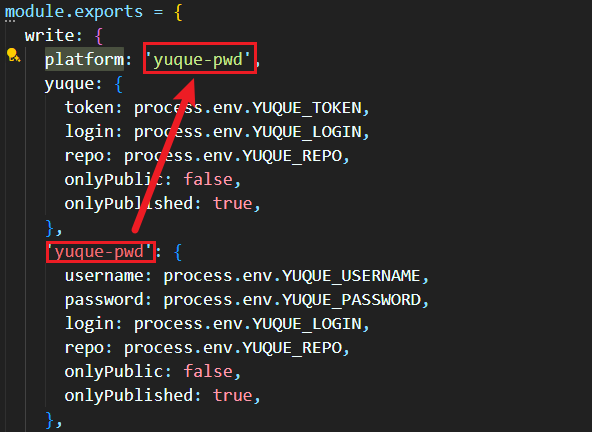 module.exports = {
write: {
platform: 'yuque-pwd',
yuque: {
token: process.env.YUQUE_TOKEN,
login: process.env.YUQUE_LOGIN,
repo: process.env.YUQUE_REPO,
onlyPublic: false,
onlyPublished: true,
},
'yuque-pwd': {
username: process.env.YUQUE_USERNAME,
password: process.env.YUQUE_PASSWORD,
login: process.env.YUQUE_LOGIN,
repo: process.env.YUQUE_REPO,
onlyPublic: false,
onlyPublished: true,
},